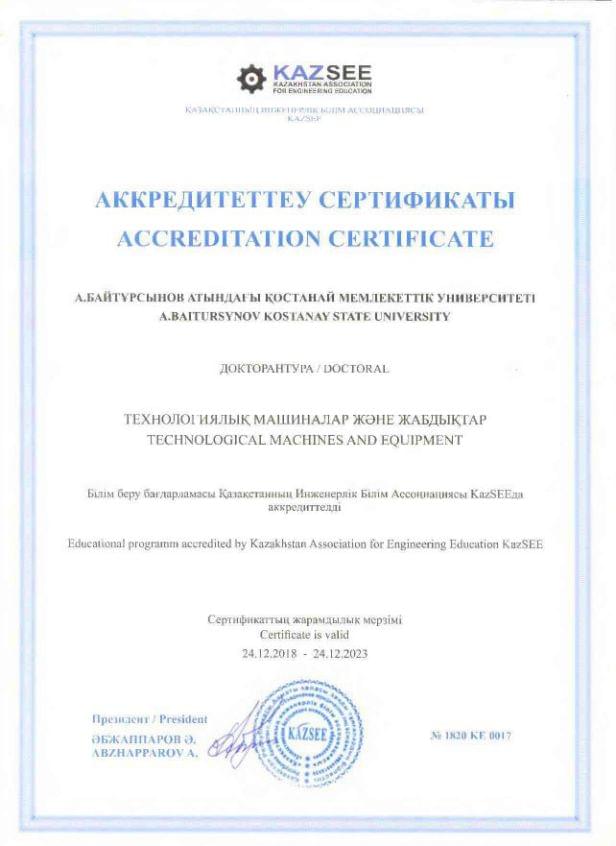 KAZSEE
KAZAKHSTAN ASSOCIATION
FOR ENGINEERING EDUCATION
ҚАЗАҚСТАННЫҢ ИНЖЕНЕРЛІК БІЛІМ АССОЦИАЦИЯСЫ
KAZSEE
АККРЕДИТЕТТЕУ СЕРТИФИКАТЫ
ACCREDITATION CERTIFICATE
А.БАЙТҰРСЫНОВ АТЫНДАҒЫ ҚОСТАНАЙ МЕМЛЕКЕТТІК УНИВЕРСИТЕТІ
A.BAITURSYNOV KOSTANAY STATE UNIVERSITY
ДОКТОРАНТУРА / DOCTORAL
ТЕХНОЛОГИЯЛЫҚ МАШИНАЛАР ЖӘНЕ ЖАБДЫҚТАР
TECHNOLOGICAL MACHINES AND EQUIPMENT
Білім беру бағдарламасы Қазақстанның Инженерлік Білім Ассоциациясы KazSEEда
аккредиттелді
Educational programm accredited by Kazakhstan Association for Engineering Education KazSEE
Сертификаттың жарамдылық мерзімі
Certificate is valid
24.12.2018 - 24.12.2023
Президент / President
ӘБЖАППАРОВ Ә.
ABZHAPPAROV A.
KAZSEE
№ 1820 KE 0017